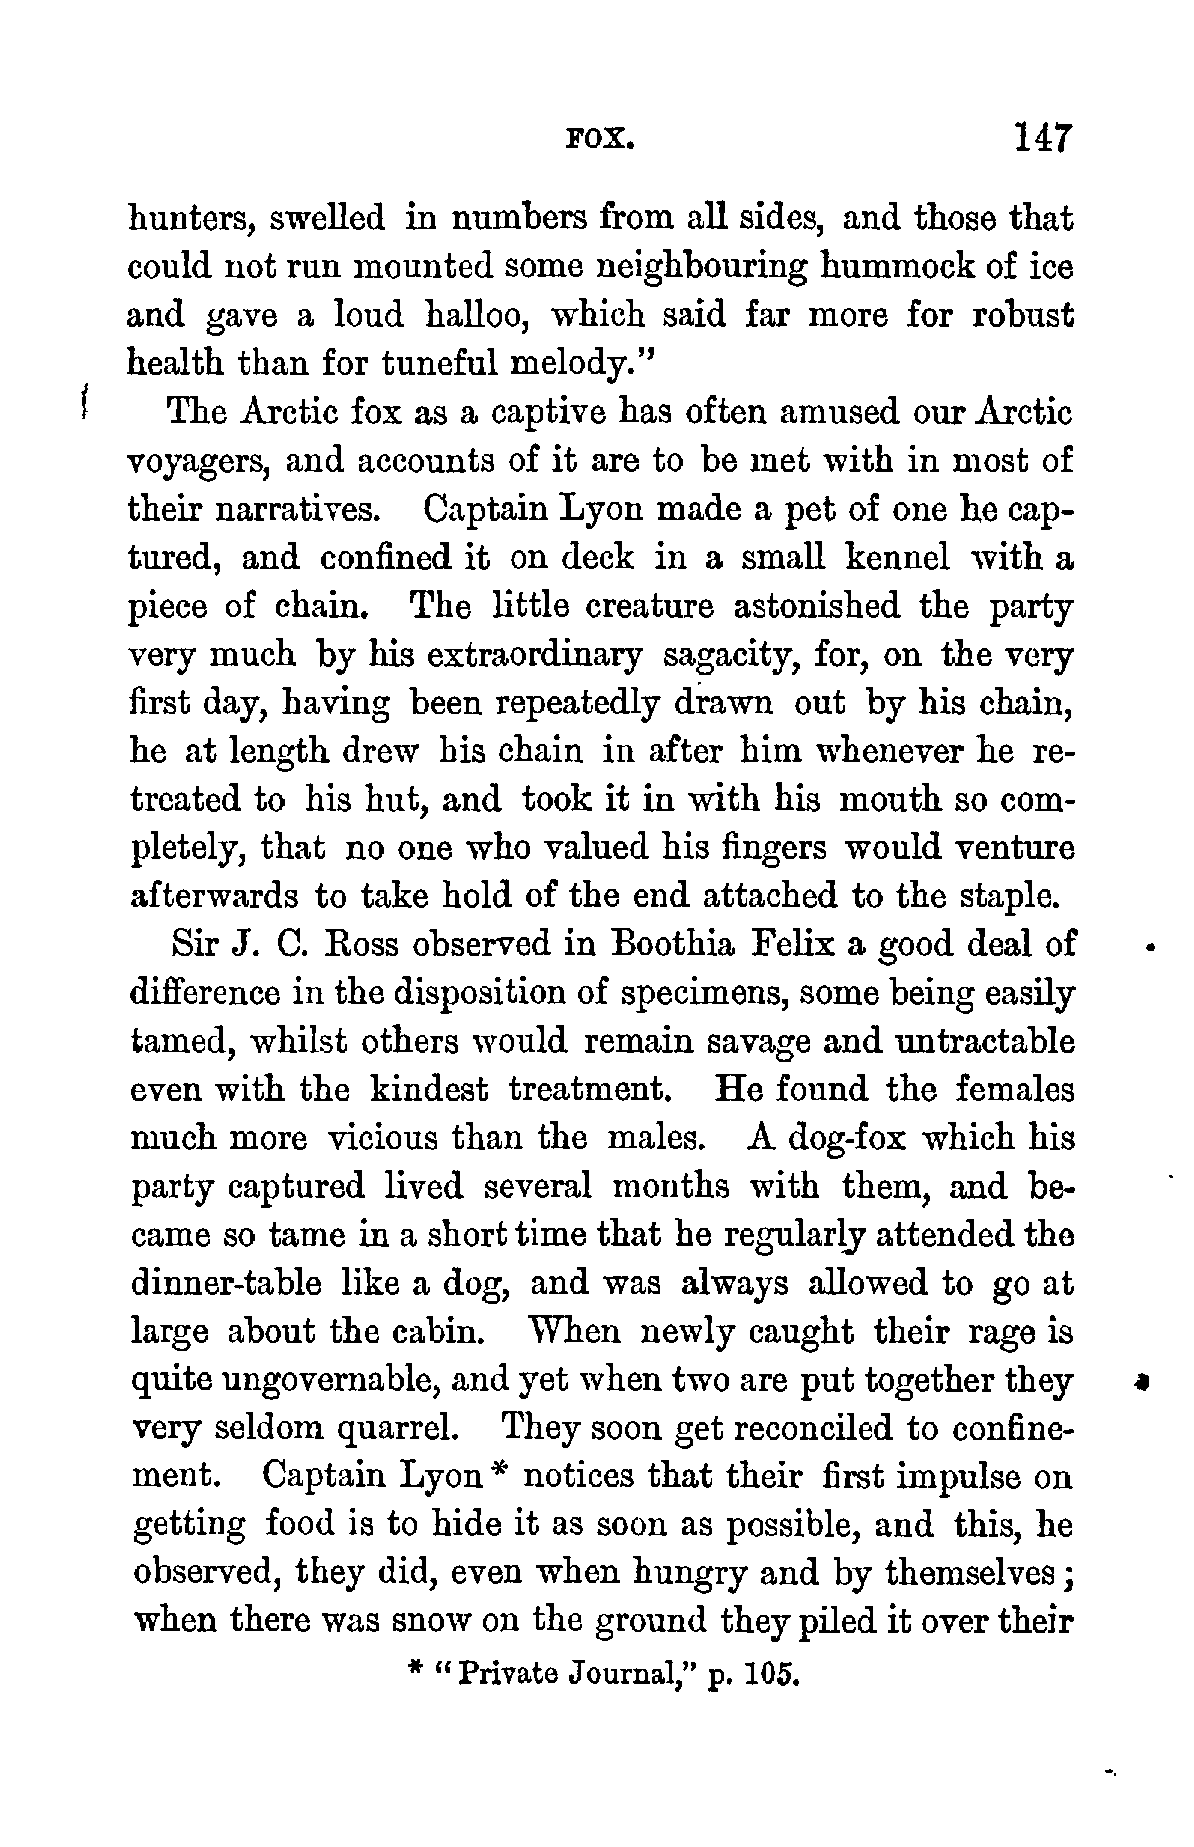 FOX. 147
hunters, swelled in numbers from all sides, and those that
could not run mounted some neighbouring hummock of ice
and gave a loud halloo, which said far more for robust
health than for tuneful melody."
The Arctic fox as a captive has often amused our Arctic
voyagers, and accounts of it are to be met with in most of
their narratives. Captain Lyon made a pet of one he cap-
tured, and confined it on deck in a small kennel with a
piece of chain. The little creature astonished the party
very much by his extraordinary sagacity, for, on the very
first day, having been repeatedly drawn out by his chain,
he at length drew his chain in after him whenever he re-
treated to his hut, and took it in with his mouth so com-
pletely, that no one who valued his fingers would venture
afterwards to take hold of the end attached to the staple.
Sir J. C. Ross observed in Boothia Felix a good deal of
difference in the disposition of specimens, some being easily
tamed, whilst others would remain savage and untractable
even with the kindest treatment. He found the females
much more vicious than the males. A dog-fox which his
party captured lived several months with them, and be-
came so tame in a short time that he regularly attended the
dinner-table like a dog, and was always allowed to go at
large about the cabin. When newly caught their rage is
quite ungovernable, and yet when two are put together they
very seldom quarrel. They soon get reconciled to confine-
ment. Captain Lyon* notices that their first impulse on
getting food is to hide it as soon as possible, and this, he
observed, they did, even when hungry and by themselves;
when there was snow on the ground they piled it over their
* "Private Journal," p. 105.